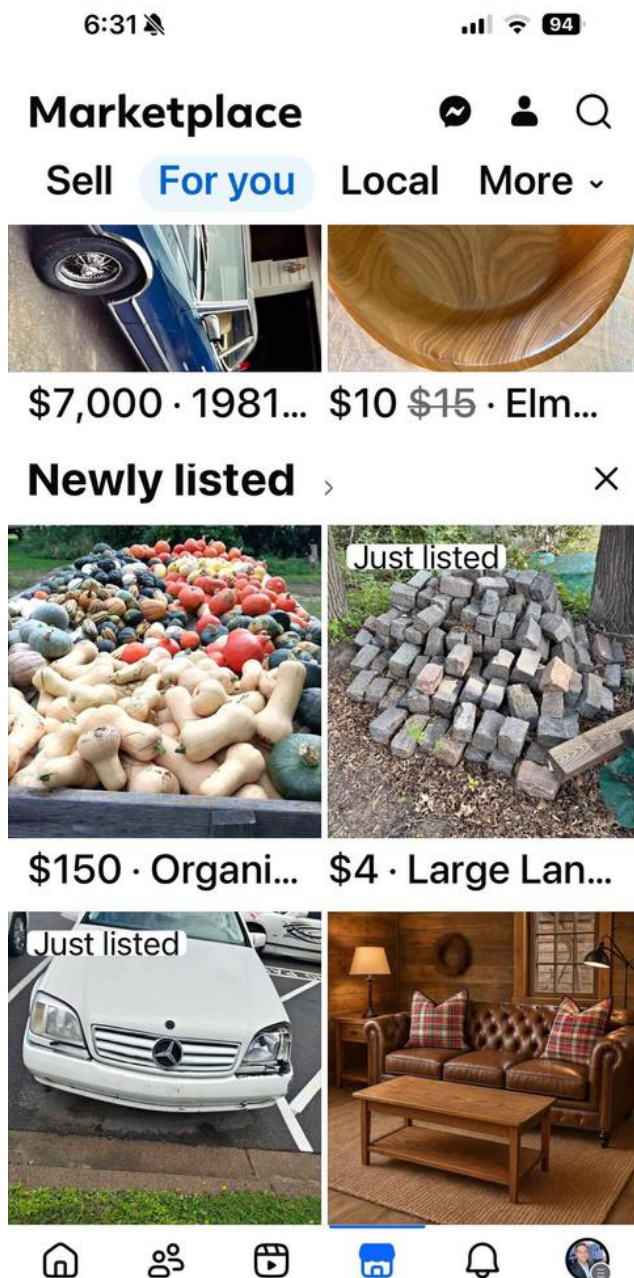 6:31
94
Marketplace
Sell For you Local More
$7,000 · 1981...
$10 $15 · Elm...
Newly listed
Just listed
$150 · Organi...
$4 · Large Lan...
Just listed